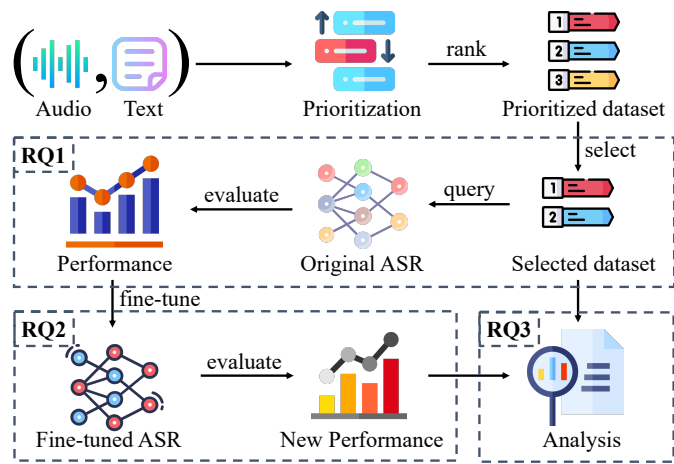 ( , )
Audio
Text
Prioritization
rank
1
2
3
Prioritized dataset
select
RQ1
Performance
evaluate
Original ASR
query
1
2
Selected dataset
fine-tune
RQ2
Fine-tuned ASR
evaluate
New Performance
RQ3
Analysis